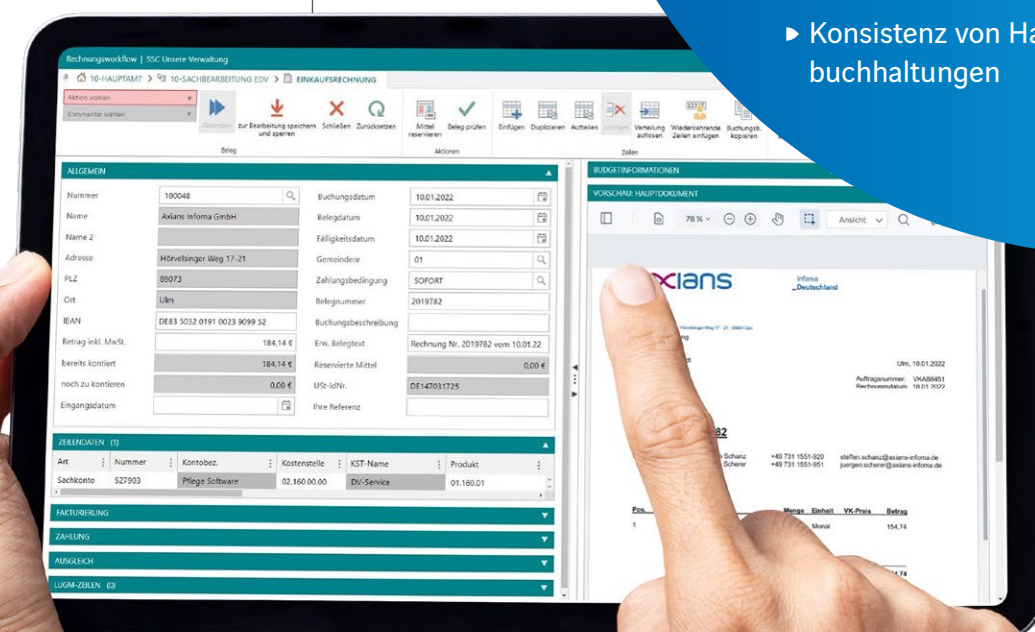 ▶ Konsistenz von Ha
buchhaltungen
Rechnungsworkflow | SSC Unsere Verwaltung
10-HAUPTAMT > 10-SACHBEARBEITUNG EDV > EINKAUFSRECHNUNG
Aktion wählen
Kommentar wählen
Absenden
zur Bearbeitung speichern
und sperren
Schließen
Zurücksetzen
Beleg
Mittel
reservieren
Beleg prüfen
Aktionen
Einfügen
Duplizieren
Aufteilen
Verteilung
auflösen
Wiederkehrende
Zeilen einfügen
Buchungsb.
kopieren
Zeilen
ALLGEMEIN
Nummer 100048
Name Axians Infoma GmbH
Name 2
Adresse Hörvelsinger Weg 17-21
PLZ 89073
Ort Ulm
IBAN DE83 5032 0191 0023 9099 52
Betrag inkl. MwSt. 184,14 €
bereits kontiert 184,14 €
noch zu kontieren 0,00 €
Eingangsdatum
Buchungsdatum 10.01.2022
Belegdatum 10.01.2022
Fälligkeitsdatum 10.01.2022
Gemeindenr 01
Zahlungsbedingung SOFORT
Belegnummer 2019782
Buchungsbeschreibung
Erw. Belegtext Rechnung Nr. 2019782 vom 10.01.22
Reservierte Mittel 0,00 €
USt-IdNr. DE147031725
Ihre Referenz
ZEILENDATEN (1)
Art Nummer Kontobez. Kostenstelle KST-Name Produkt
Sachkonto 527903 Pflege Software 02.160.00.00 DV-Service 01.160.01
FAKTURIERUNG
ZAHLUNG
AUSGLEICH
LUGM-ZEILEN (0)
BUDGETINFORMATIONEN
VORSCHAU: HAUPTDOKUMENT
78 %
Ansicht
xians
infoma
_Deutschland
Ulm, 10.01.2022
Auftragsnummer: VKAB8451
Rechnungsdatum 10.01.2022
82
Schanz +49 731 1551-920 steffen.schanz@axians-infoma.de
Scherer +49 731 1551-951 juergen.scherer@axians-infoma.de
Pos. Menge Einheit VK-Preis Betrag
1 Monat 154,74